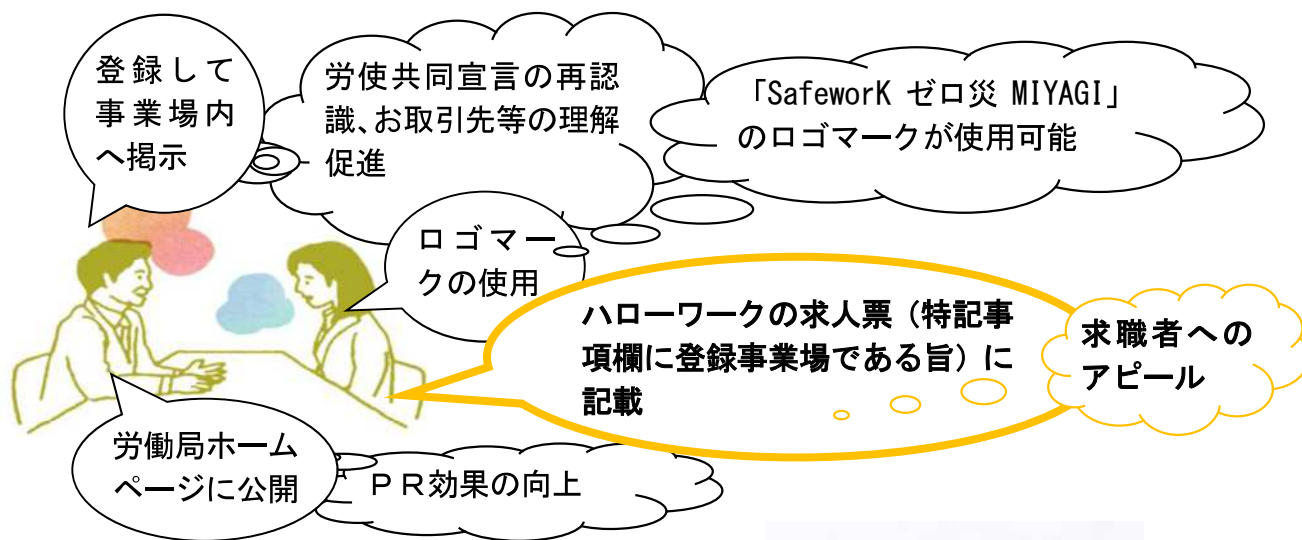 登録して
事業場内
へ掲示
労使共同宣言の再認
識、お取引先等の理解
促進
「SafeworK ゼロ災 MIYAGI」
のロゴマークが使用可能
ロゴマー
クの使用
ハローワークの求人票（特記事
項欄に登録事業場である旨）に
記載
求職者への
アピール
労働局ホーム
ページに公開
ＰＲ効果の向上